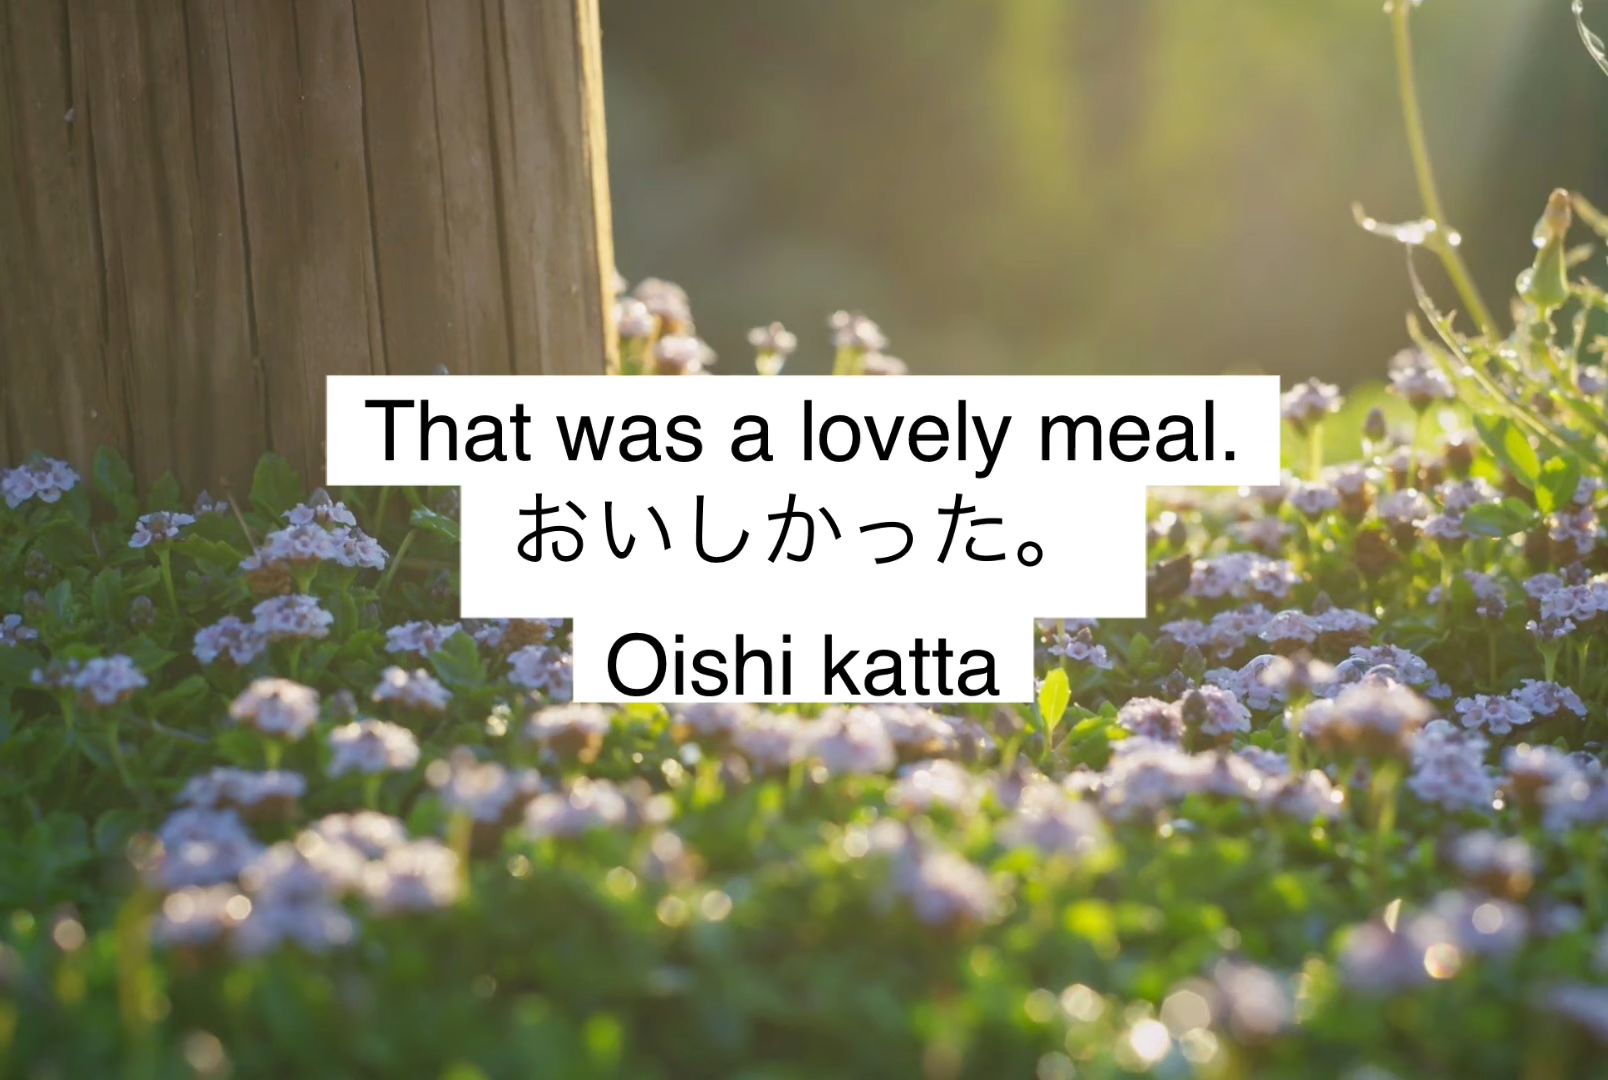 That was a lovely meal.
おいしかった。
Oishi katta